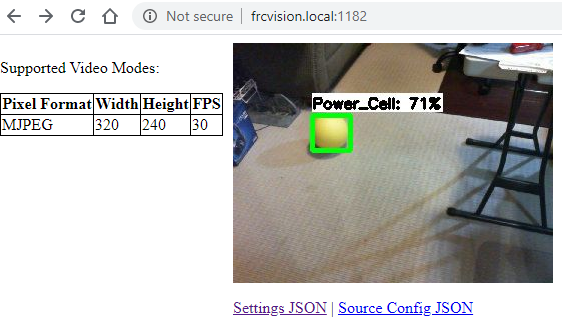 Not secure | frcvision.local:1182
Supported Video Modes:
Pixel Format Width Height FPS
MJPEG 320 240 30
Power_Cell: 71%
Settings JSON | Source Config JSON